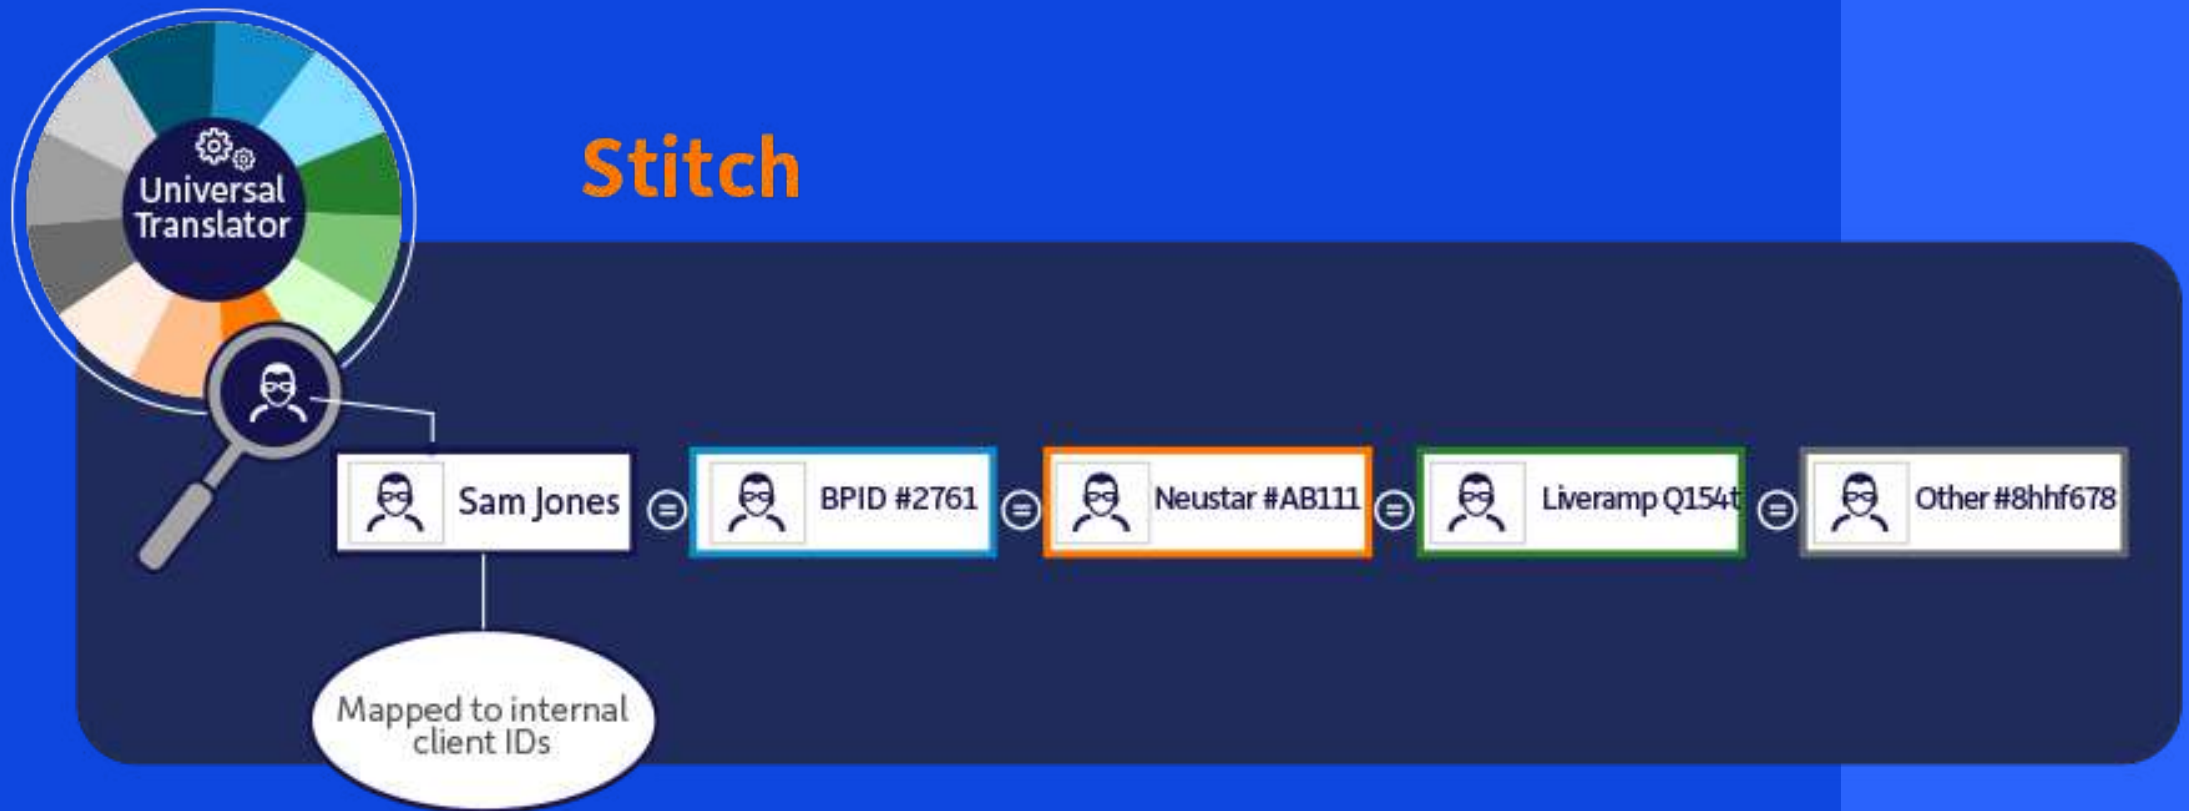 Universal
Translator
Stitch
Sam Jones
BPID #2761
Neustar #AB111
Liveramp Q154t
Other #8hhf678
Mapped to internal
client IDs